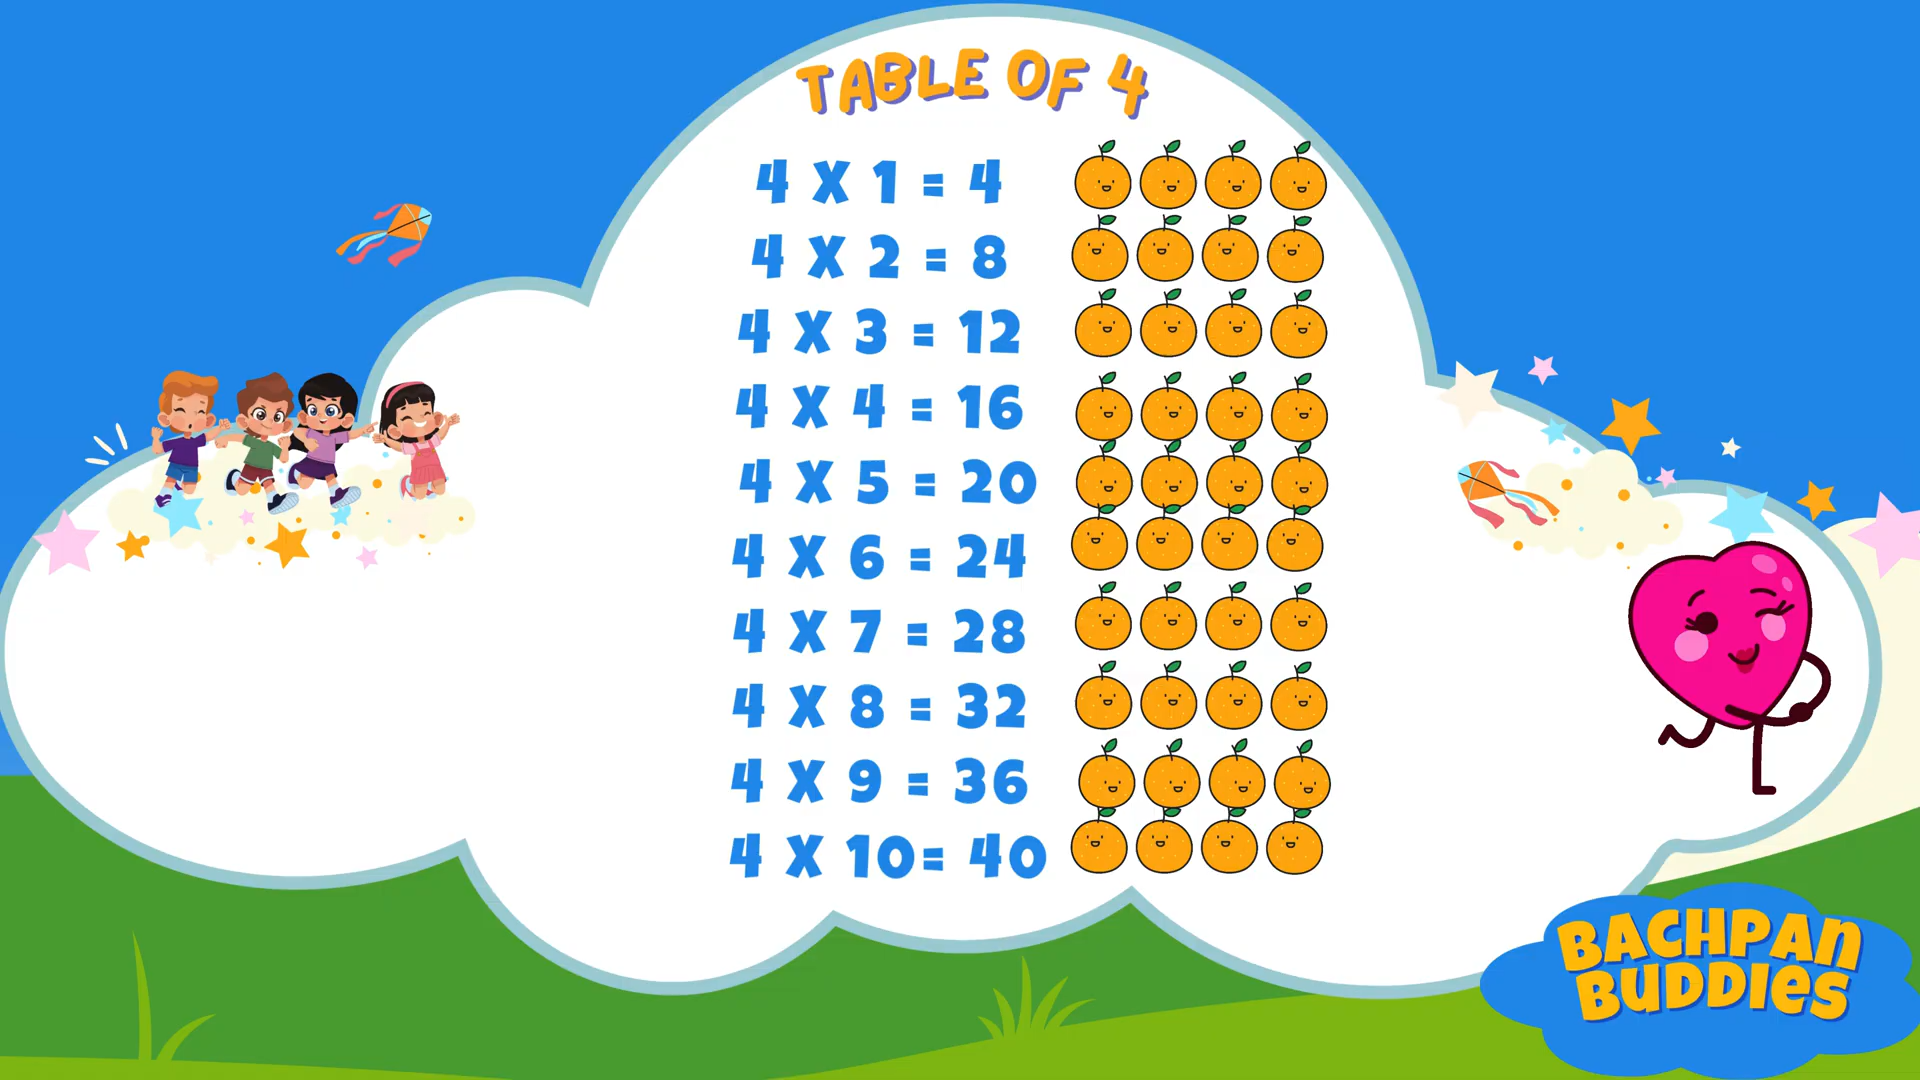 TABLE OF 4
4 X 1 = 4
4 X 2 = 8
4 X 3 = 12
4 X 4 = 16
4 X 5 = 20
4 X 6 = 24
4 X 7 = 28
4 X 8 = 32
4 X 9 = 36
4 X 10= 40
BACHPAN
BUDDIES